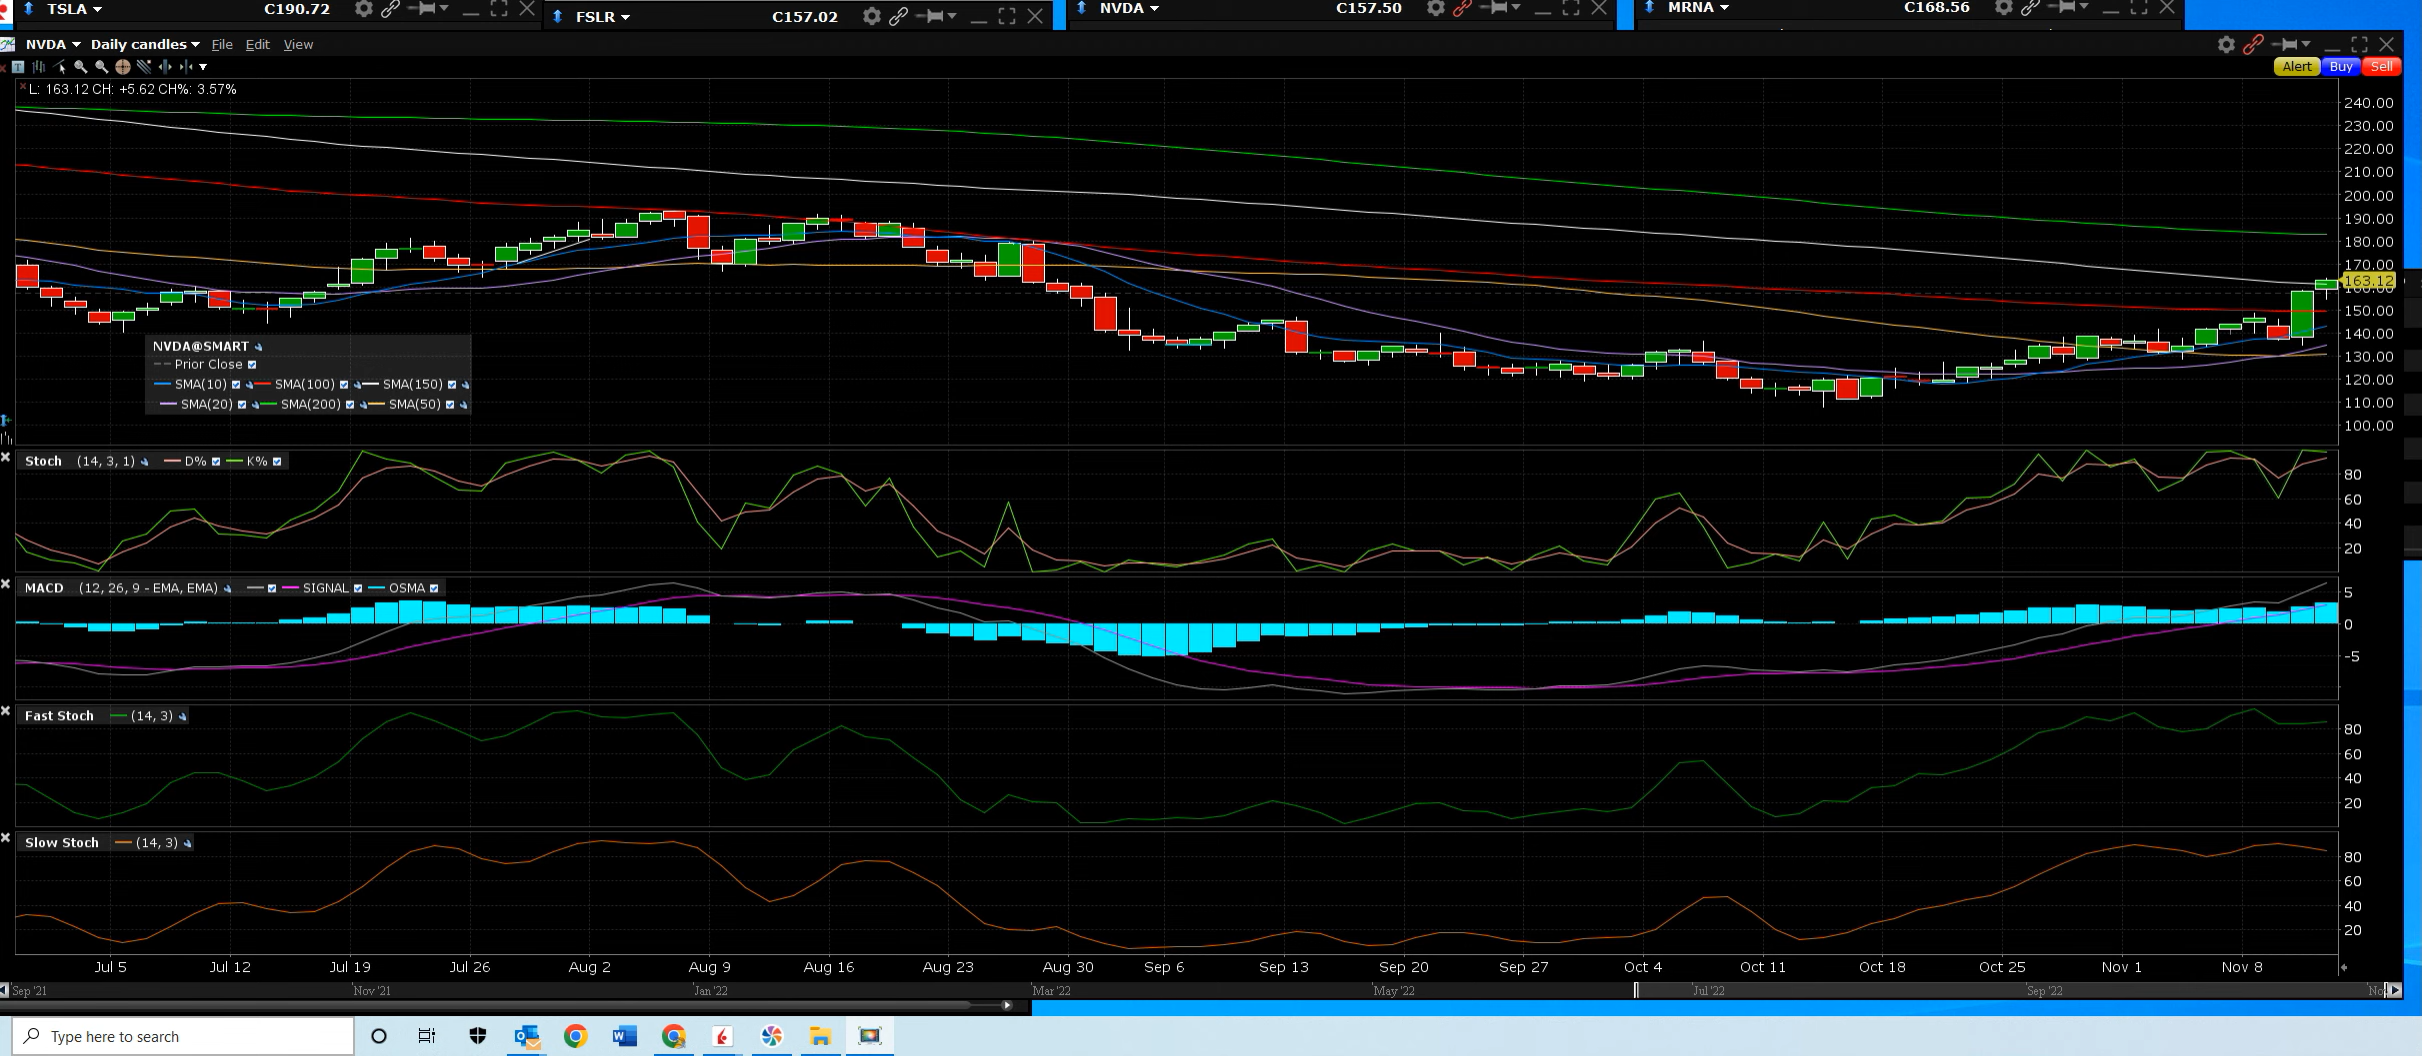 TSLA C190.72 FSLR C157.02 NVDA C157.50 MRNA C168.56
NVDA Daily candles File Edit View
Alert Buy Sell
L: 163.12 CH: +5.62 CH%: 3.57%
240.00
230.00
220.00
210.00
200.00
190.00
180.00
170.00
163.12
160.00
150.00
140.00
130.00
120.00
110.00
100.00
NVDA@SMART
Prior Close
SMA(10) SMA(100) SMA(150)
SMA(20) SMA(200) SMA(50)
Stoch (14, 3, 1) D% K%
80
60
40
20
MACD (12, 26, 9 - EMA, EMA) SIGNAL OSMA
5
0
-5
Fast Stoch (14, 3)
80
60
40
20
Slow Stoch (14, 3)
80
60
40
20
Jul 5 Jul 12 Jul 19 Jul 26 Aug 2 Aug 9 Aug 16 Aug 23 Aug 30 Sep 6 Sep 13 Sep 20 Sep 27 Oct 4 Oct 11 Oct 18 Oct 25 Nov 1 Nov 8
Sep '21 Nov '21 Jan '22 Mar '22 May '22 Jul '22 Sep '22
Type here to search